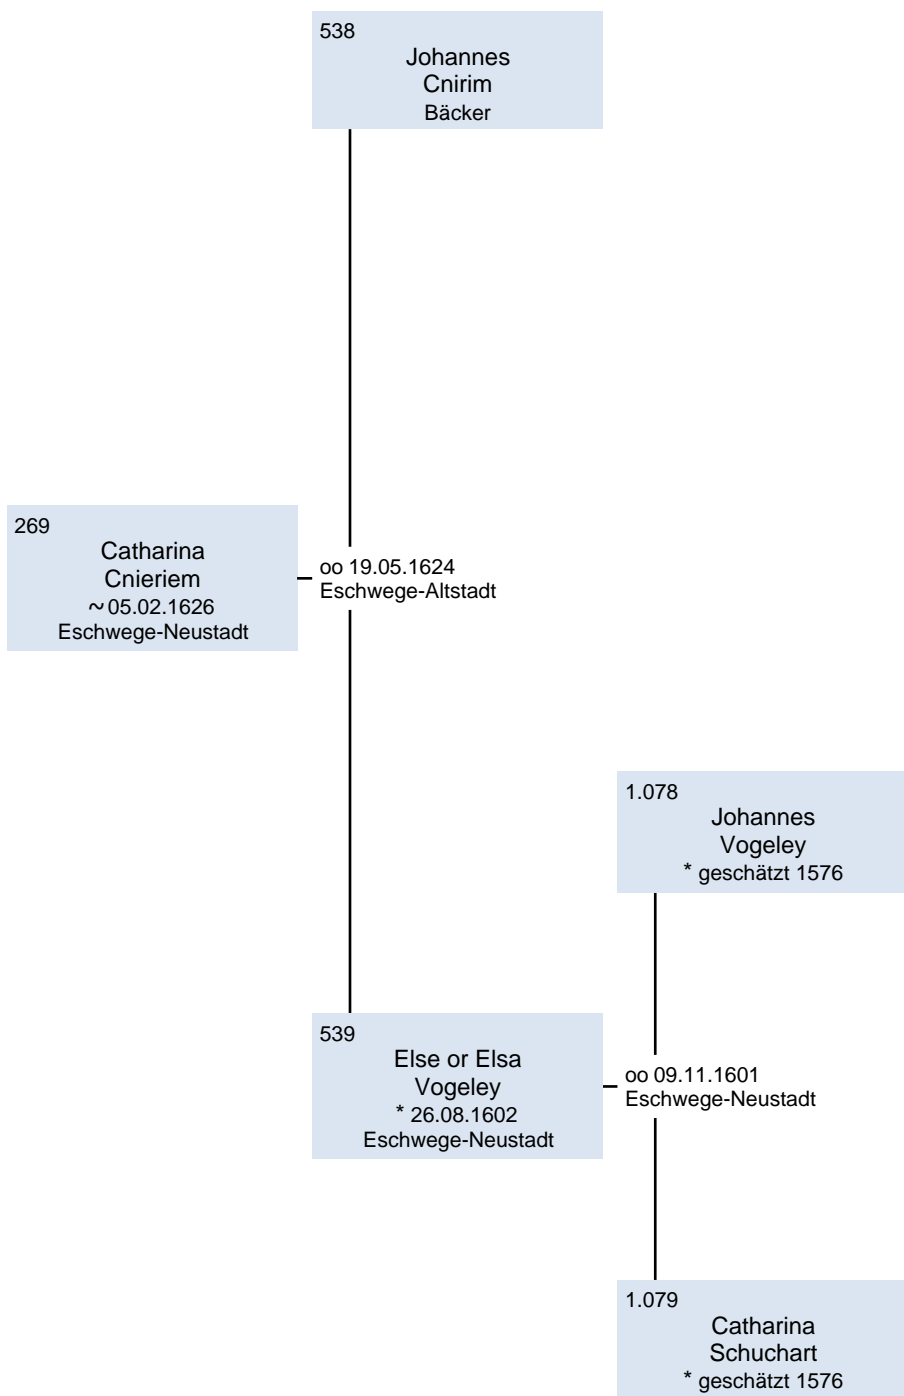 538
Johannes
Cnirim
Bäcker
269
Catharina
Cnieriem
~ 05.02.1626
Eschwege-Neustadt
oo 19.05.1624
Eschwege-Altstadt
1.078
Johannes
Vogeley
* geschätzt 1576
539
Else or Elsa
Vogeley
* 26.08.1602
Eschwege-Neustadt
oo 09.11.1601
Eschwege-Neustadt
1.079
Catharina
Schuchart
* geschätzt 1576